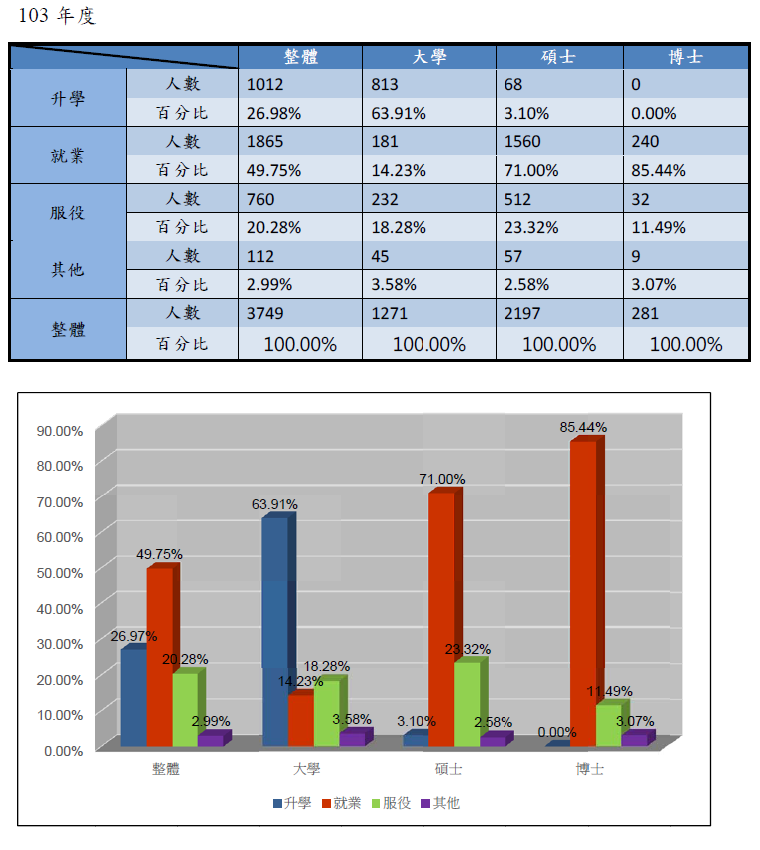 103 年度
整體 大學 碩士 博士
升學 人數 1012 813 68 0
百分比 26.98% 63.91% 3.10% 0.00%
就業 人數 1865 181 1560 240
百分比 49.75% 14.23% 71.00% 85.44%
服役 人數 760 232 512 32
百分比 20.28% 18.28% 23.32% 11.49%
其他 人數 112 45 57 9
百分比 2.99% 3.58% 2.58% 3.07%
整體 人數 3749 1271 2197 281
百分比 100.00% 100.00% 100.00% 100.00%
90.00%
80.00%
70.00%
60.00%
50.00%
40.00%
30.00%
20.00%
10.00%
0.00%
26.97% 49.75% 20.28% 2.99%
63.91% 14.23% 18.28% 3.58%
3.10% 71.00% 23.32% 2.58%
0.00% 85.44% 11.49% 3.07%
整體 大學 碩士 博士
升學 就業 服役 其他